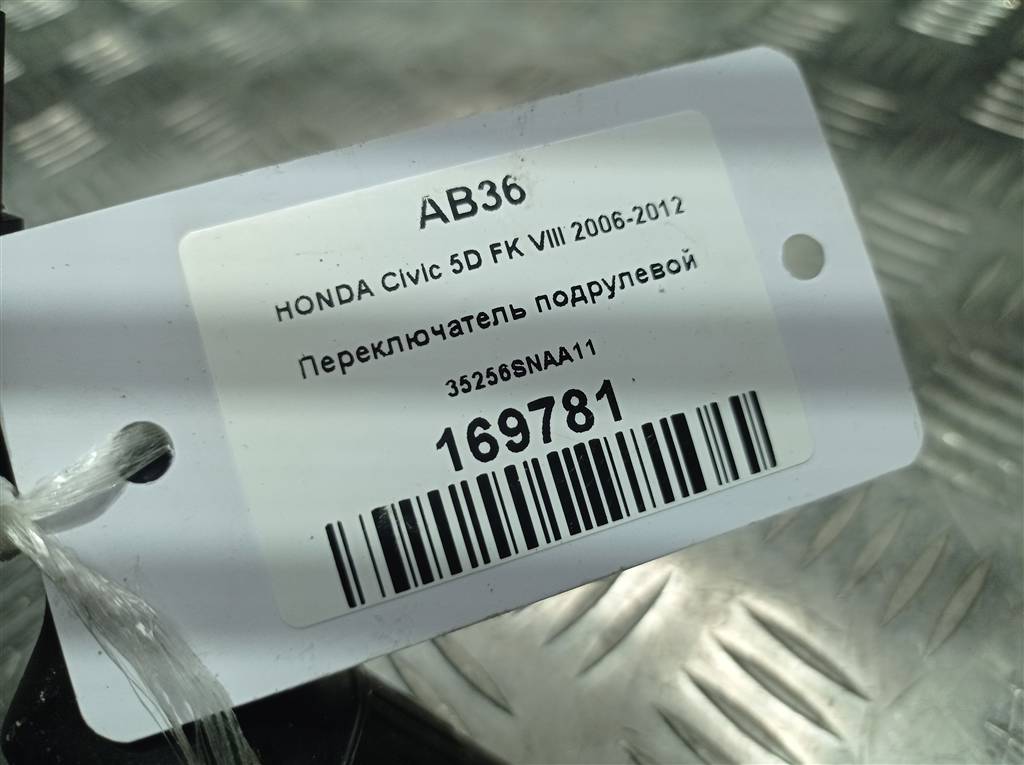 AB36
HONDA Civic 5D FK VIII 2006-2012
Переключатель подрулевой
35256SNAA11
169781